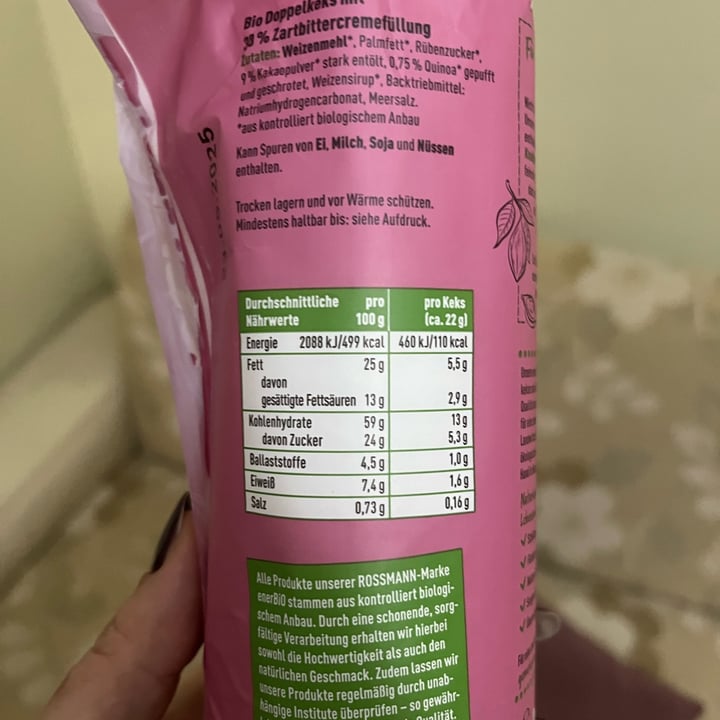 Bio Doppelkeks mit
38 % Zartbittercremefüllung
Zutaten: Weizenmehl*, Palmfett*, Rübenzucker*,
9 % Kakaopulver* stark entölt, 0,75 % Quinoa* gepufft
und geschrotet, Weizensirup*, Backtriebmittel:
Natriumhydrogencarbonat, Meersalz.
*aus kontrolliert biologischem Anbau
Kann Spuren von Ei, Milch, Soja und Nüssen
enthalten.
Trocken lagern und vor Wärme schützen.
Mindestens haltbar bis: siehe Aufdruck.
2025
Durchschnittliche pro pro Keks
Nährwerte 100 g (ca. 22 g)
Energie 2088 kJ/499 kcal 460 kJ/110 kcal
Fett 25 g 5,5 g
davon
gesättigte Fettsäuren 13 g 2,9 g
Kohlenhydrate 59 g 13 g
davon Zucker 24 g 5,3 g
Ballaststoffe 4,5 g 1,0 g
Eiweiß 7,4 g 1,6 g
Salz 0,73 g 0,16 g
Alle Produkte unserer ROSSMANN-Marke
enerBiO stammen aus kontrolliert biologi-
schem Anbau. Durch eine schonende, sorg-
fältige Verarbeitung erhalten wir hierbei
sowohl die Hochwertigkeit als auch den
natürlichen Geschmack. Zudem lassen wir
unsere Produkte regelmäßig durch unab-
hängige Institute überprüfen – so gewähr-
Qualität.